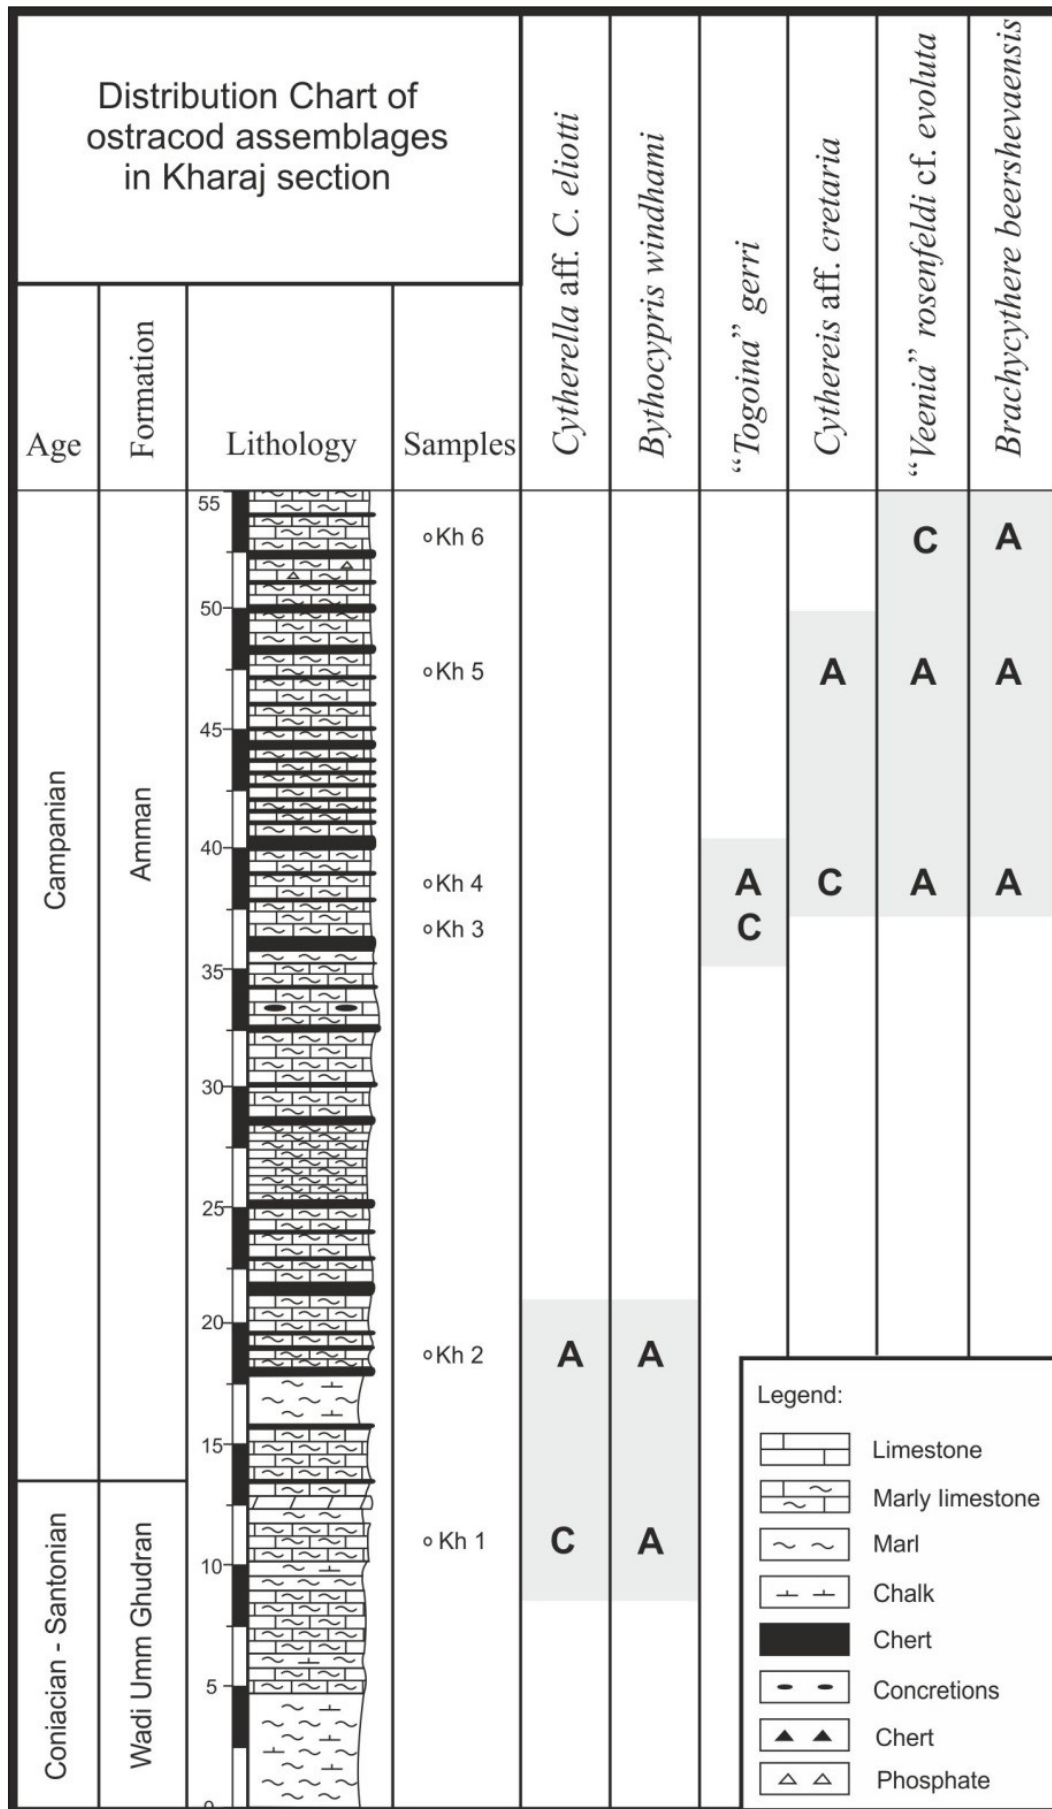 Distribution Chart of
ostracod assemblages
in Kharaj section
Age
Formation
Lithology
Samples
Cytherella aff. C. eliotti
Bythocypris windhami
“Togoina” gerri
Cythereis aff. cretaria
“Veenia” rosenfeldi cf. evoluta
Brachycythere beershevaensis
55
Kh 6
C
A
50
Kh 5
A
A
A
45
40
Kh 4
A
C
A
A
Kh 3
C
35
30
25
20
Kh 2
A
A
15
Kh 1
C
A
10
5
0
Campanian
Amman
Coniacian - Santonian
Wadi Umm Ghudran
Legend:
Limestone
Marly limestone
Marl
Chalk
Chert
Concretions
Chert
Phosphate